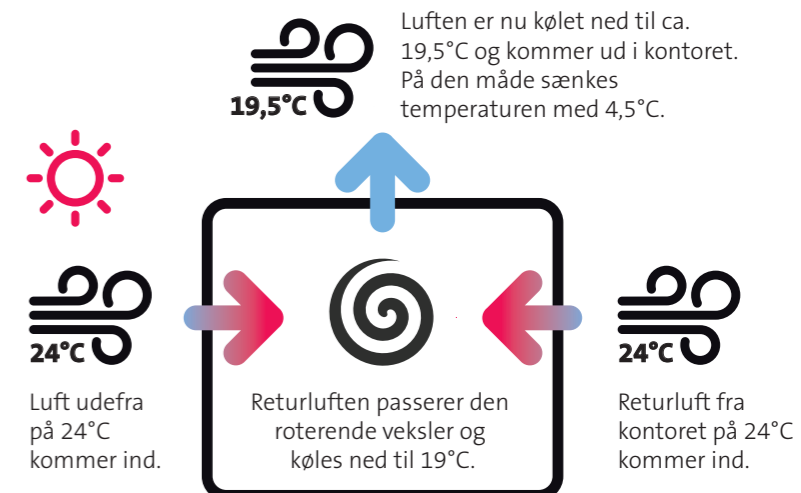 Luften er nu kølet ned til ca.
19,5°C og kommer ud i kontoret.
På den måde sænkes
temperaturen med 4,5°C.
19,5°C
24°C
Luft udefra
på 24°C
kommer ind.
Returluften passerer den
roterende veksler og
køles ned til 19°C.
24°C
Returluft fra
kontoret på 24°C
kommer ind.